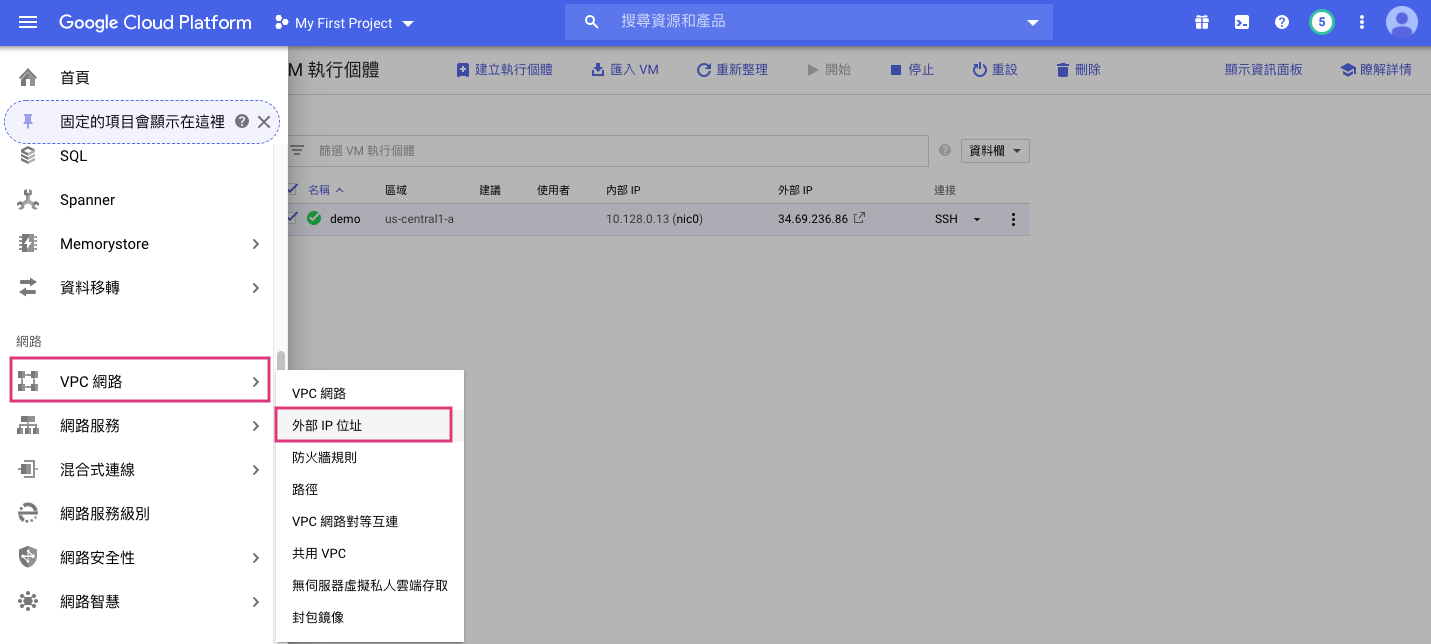 Google Cloud Platform My First Project 搜尋資源和產品 5
首頁
固定的項目會顯示在這裡
SQL
Spanner
Memorystore
資料移轉
網路
VPC 網路
網路服務
混合式連線
網路服務級別
網路安全性
網路智慧
VPC 網路
外部 IP 位址
防火牆規則
路徑
VPC 網路對等互連
共用 VPC
無伺服器虛擬私人雲端存取
封包鏡像
VM 執行個體 建立執行個體 匯入 VM 重新整理 開始 停止 重設 刪除 顯示資訊面板 瞭解詳情
篩選 VM 執行個體 資料欄
名稱 區域 建議 使用者 內部 IP 外部 IP 連接
demo us-central1-a 10.128.0.13 (nic0) 34.69.236.86 SSH